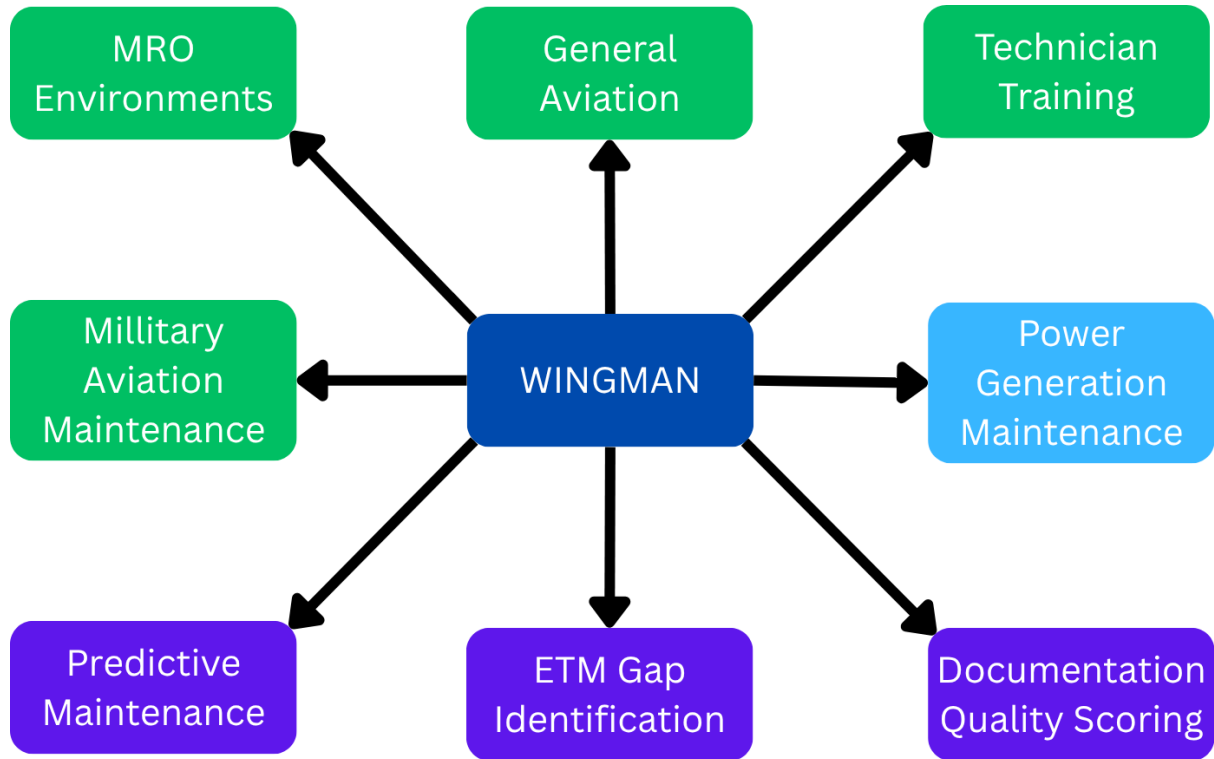 MRO
Environments
General
Aviation
Technician
Training
Millitary
Aviation
Maintenance
WINGMAN
Power
Generation
Maintenance
Predictive
Maintenance
ETM Gap
Identification
Documentation
Quality Scoring